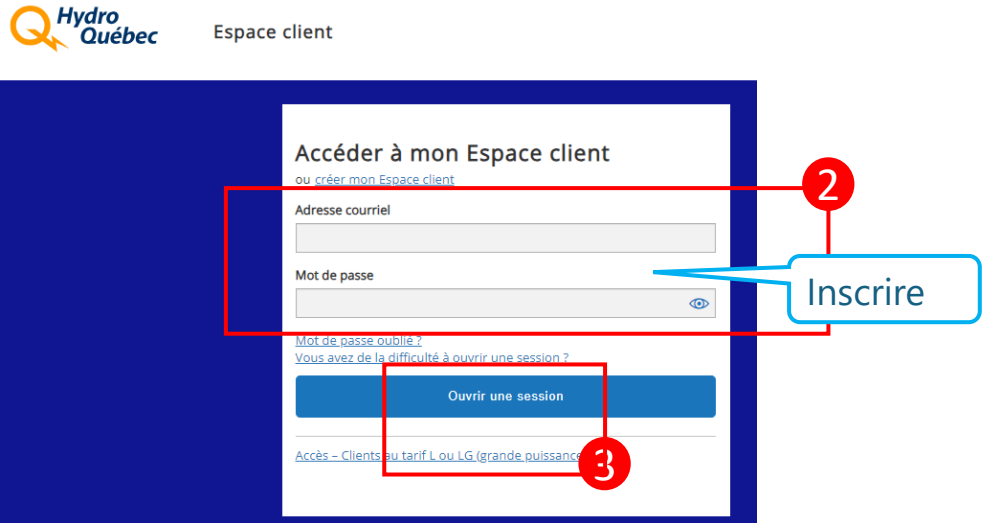 Hydro
Québec
Espace client
Accéder à mon Espace client
ou créer mon Espace client
2
Adresse courriel
Mot de passe
Inscrire
Mot de passe oublié ?
Vous avez de la difficulté à ouvrir une session ?
Ouvrir une session
Accès – Clients au tarif L ou LG (grande puissance
3